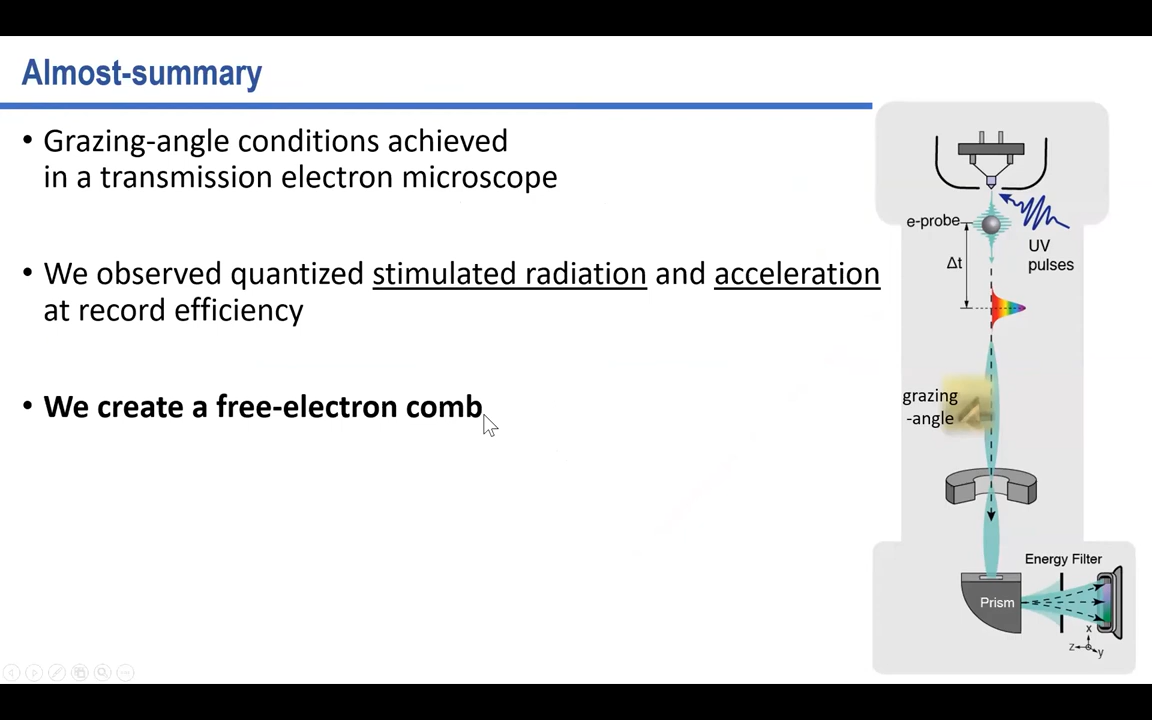 Almost-summary
• Grazing-angle conditions achieved
in a transmission electron microscope
• We observed quantized stimulated radiation and acceleration
at record efficiency
• We create a free-electron comb
e-probe
UV
pulses
Δt
grazing
-angle
Energy Filter
Prism
x
z
y